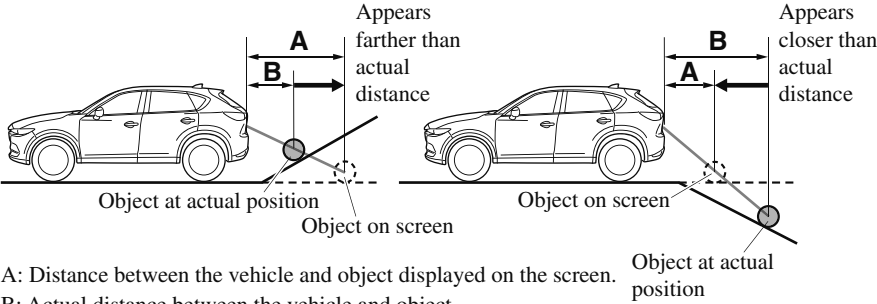 Appears
farther than
actual
distance
A
B
Object at actual position
Object on screen
Appears
closer than
actual
distance
B
A
Object on screen
Object at actual
position
A: Distance between the vehicle and object displayed on the screen.
B: Actual distance between the vehicle and object.